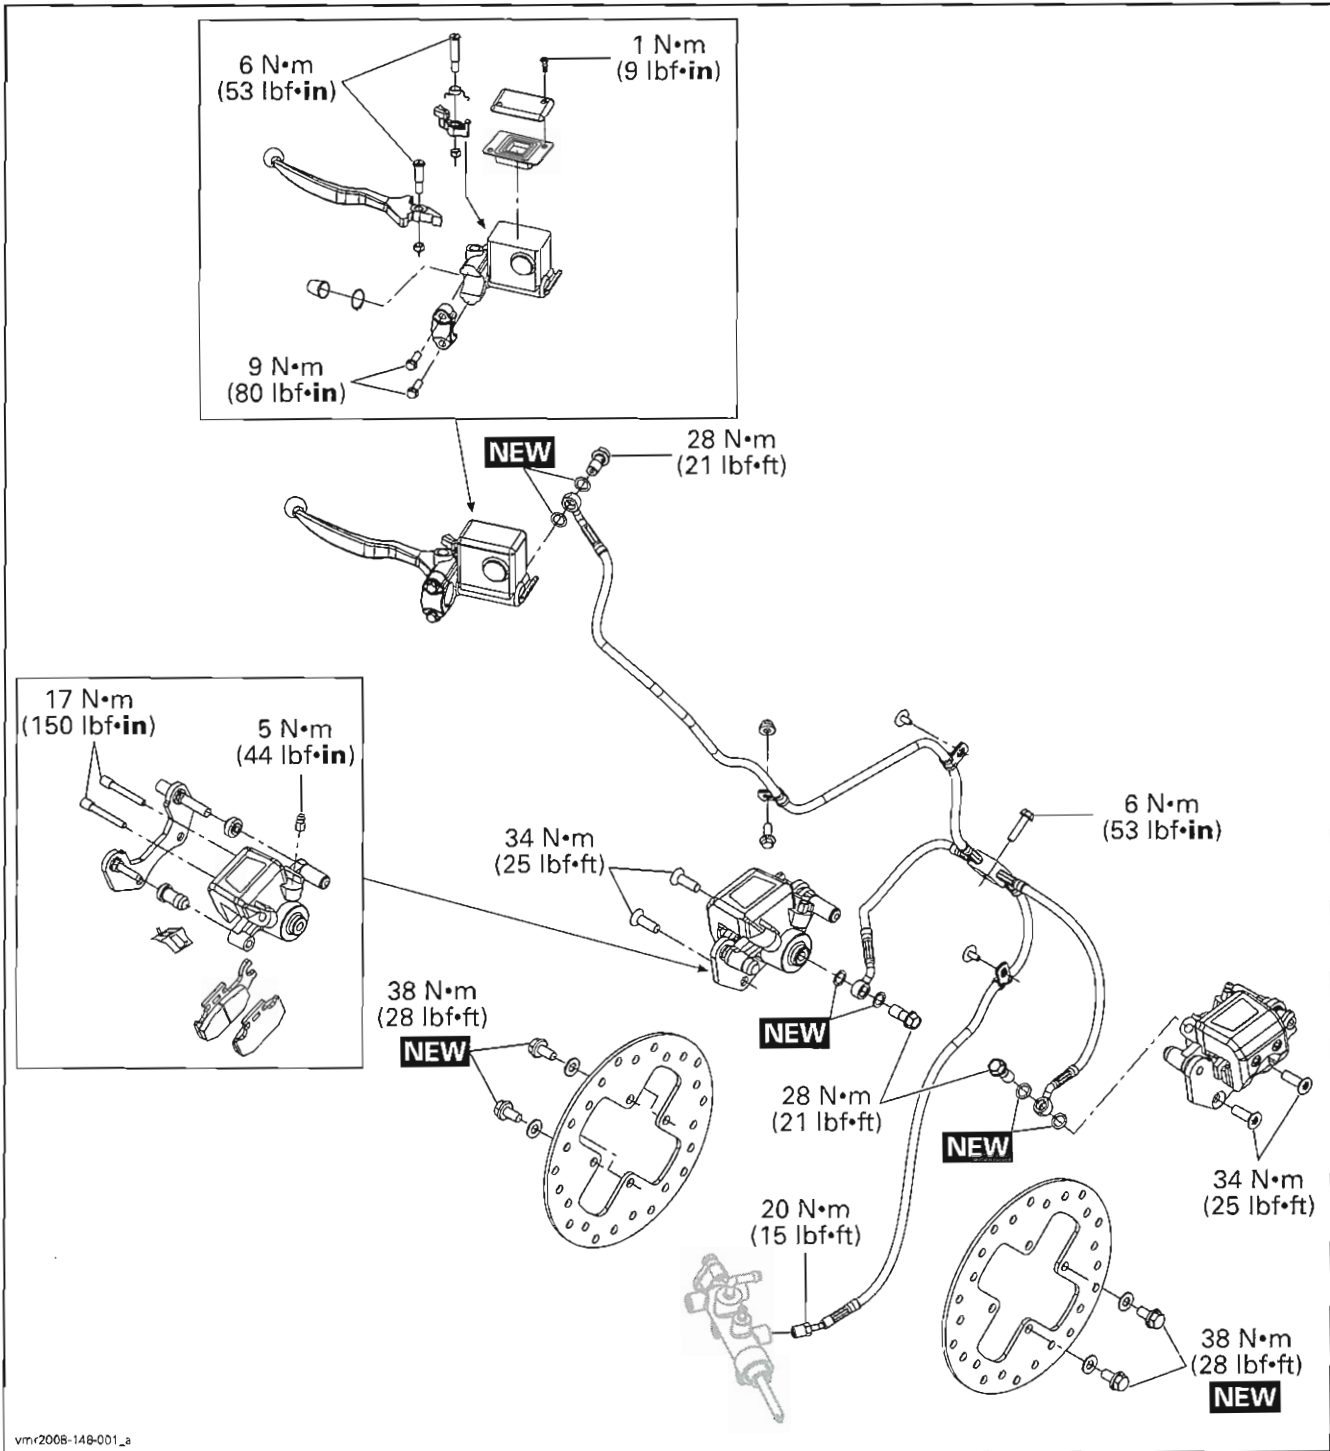 6 N•m
(53 lbf•in)
1 N•m
(9 lbf•in)
9 N•m
(80 lbf•in)
NEW
28 N•m
(21 lbf•ft)
17 N•m
(150 lbf•in)
5 N•m
(44 lbf•in)
34 N•m
(25 lbf•ft)
6 N•m
(53 lbf•in)
38 N•m
(28 lbf•ft)
NEW
NEW
28 N•m
(21 lbf•ft)
NEW
34 N•m
(25 lbf•ft)
20 N•m
(15 lbf•ft)
38 N•m
(28 lbf•ft)
NEW
vmr2008-148-001_a